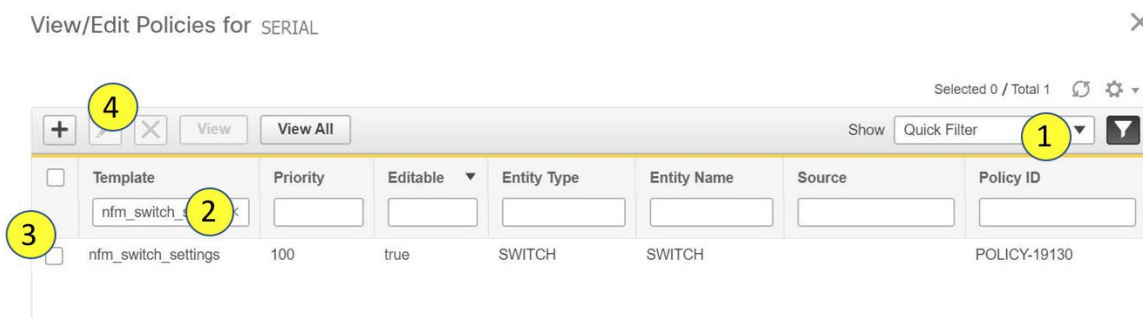 View/Edit Policies for SERIAL
Selected 0 / Total 1
4
View View All Show Quick Filter 1
Template Priority Editable Entity Type Entity Name Source Policy ID
nfm_switch_s 2
3
nfm_switch_settings 100 true SWITCH SWITCH POLICY-19130